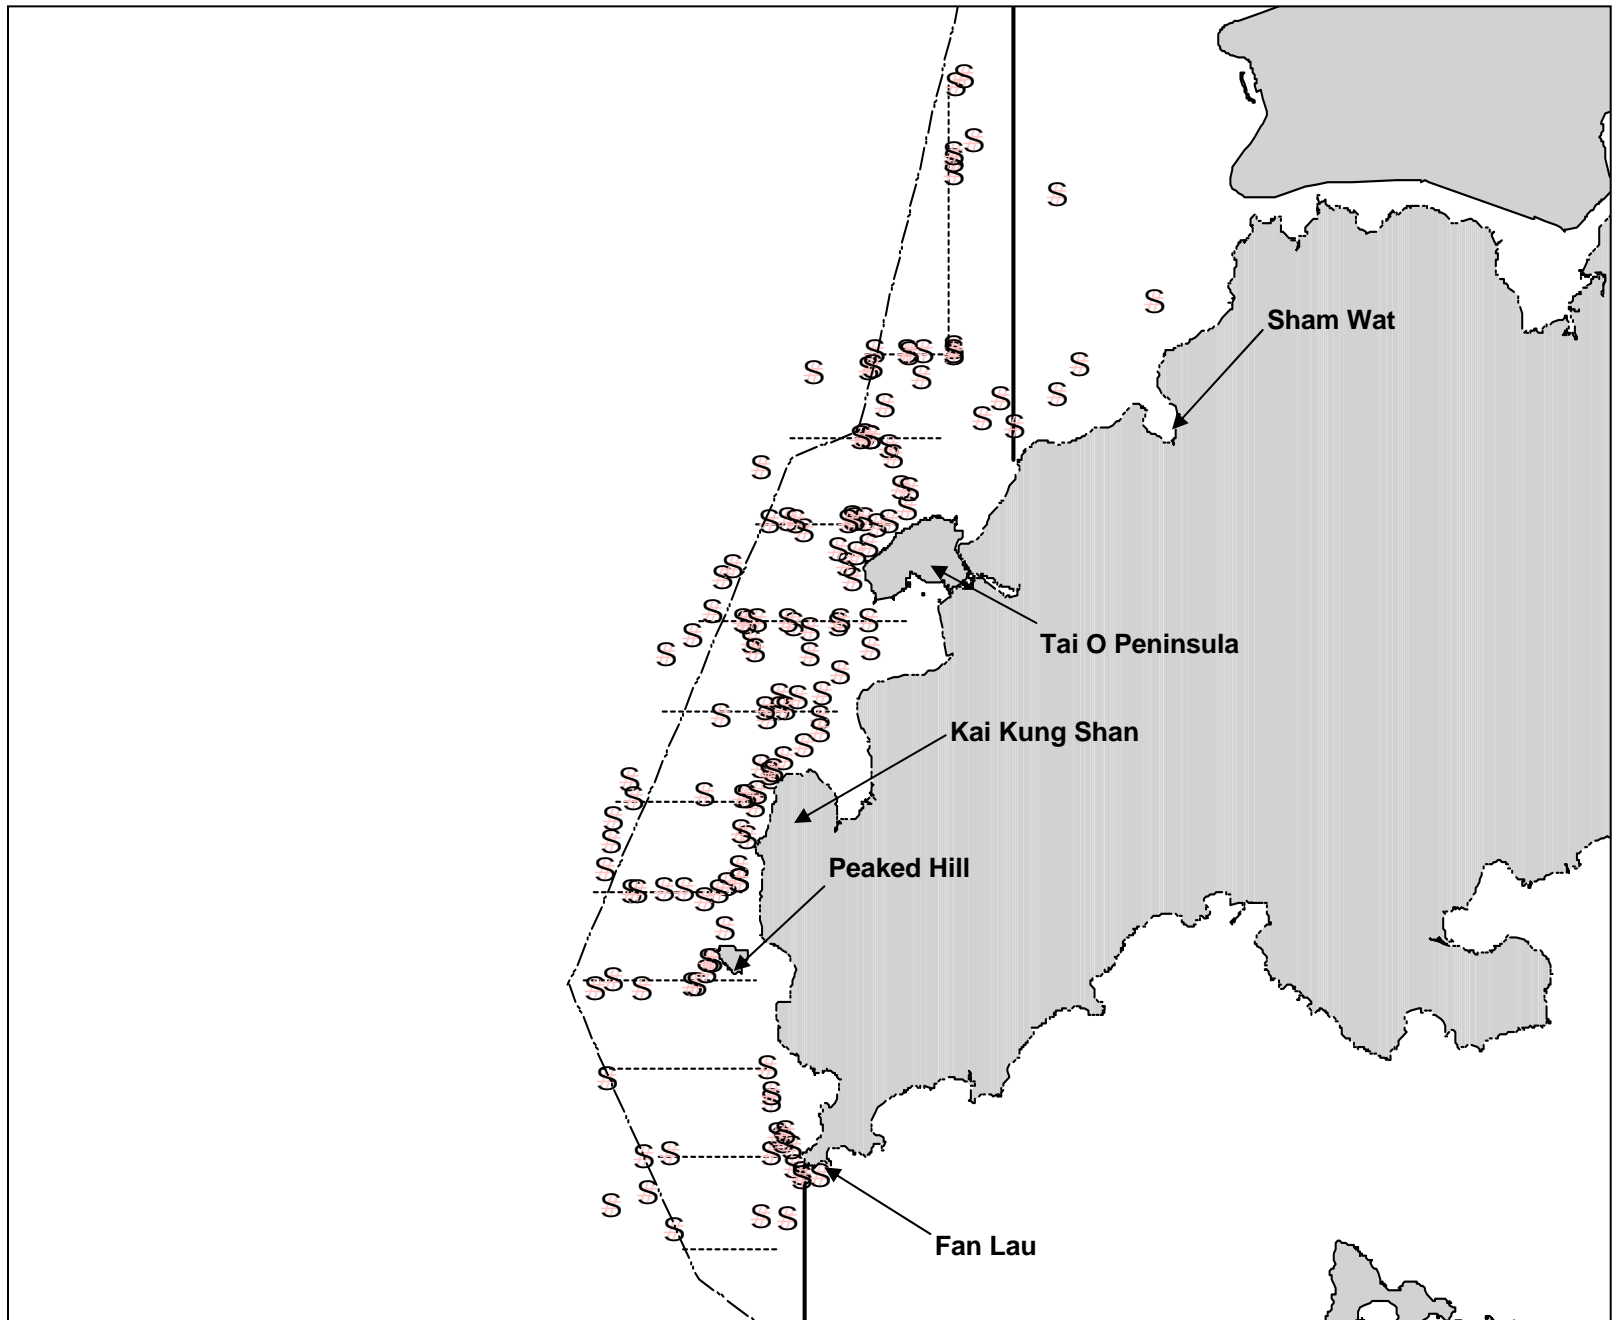 Sham Wat
Tai O Peninsula
Kai Kung Shan
Peaked Hill
Fan Lau